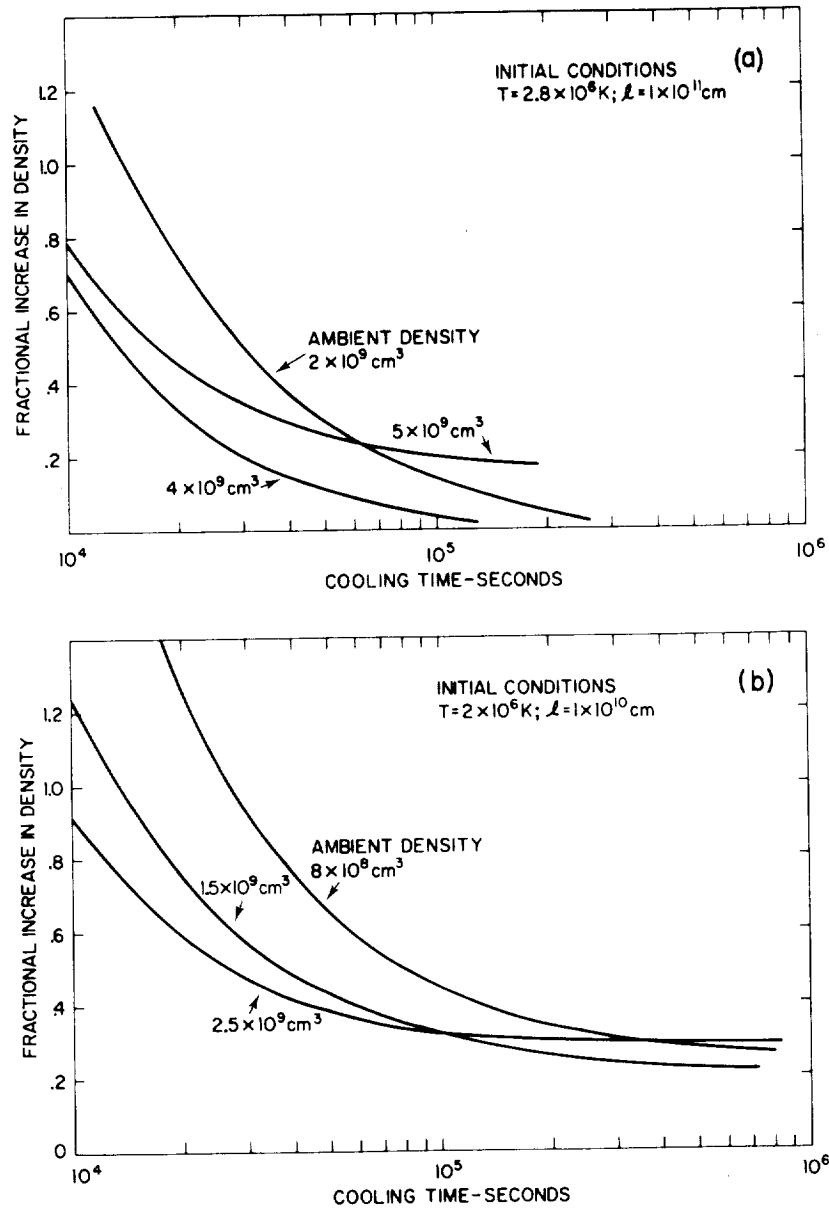 (a)
INITIAL CONDITIONS
T=2.8×10⁶K; ℓ=1×10¹¹cm
FRACTIONAL INCREASE IN DENSITY
1.2
1.0
.8
.6
.4
.2
AMBIENT DENSITY
2×10⁹cm³
5×10⁹cm³
4×10⁹cm³
10⁴
10⁵
10⁶
COOLING TIME-SECONDS
(b)
INITIAL CONDITIONS
T=2×10⁶K; ℓ=1×10¹⁰cm
FRACTIONAL INCREASE IN DENSITY
1.2
1.0
.8
.6
.4
.2
0
AMBIENT DENSITY
8×10⁸cm³
1.5×10⁹cm³
2.5×10⁹cm³
10⁴
10⁵
10⁶
COOLING TIME-SECONDS